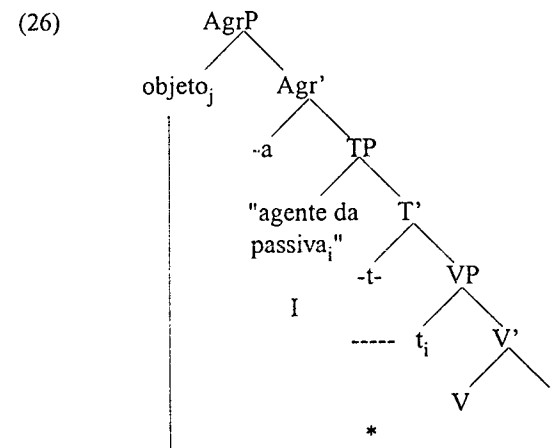 (26)
AgrP
objetoj Agr'
-a TP
"agente da T'
passivai"
-t- VP
I
----- ti V'
V
*